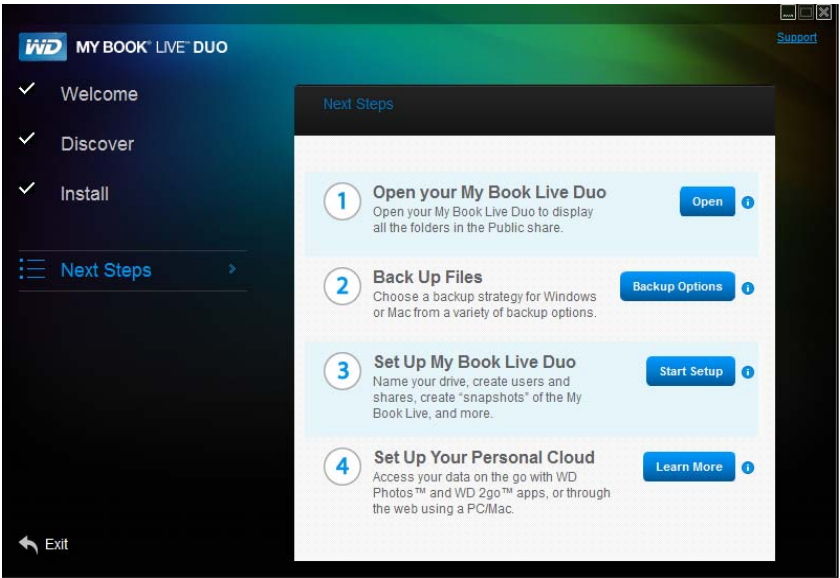 Support
WD MY BOOK® LIVE™ DUO
Welcome
Discover
Install
Next Steps
Exit
Next Steps
1
Open your My Book Live Duo
Open your My Book Live Duo to display
all the folders in the Public share.
Open
2
Back Up Files
Choose a backup strategy for Windows
or Mac from a variety of backup options.
Backup Options
3
Set Up My Book Live Duo
Name your drive, create users and
shares, create “snapshots” of the My
Book Live, and more.
Start Setup
4
Set Up Your Personal Cloud
Access your data on the go with WD
Photos™ and WD 2go™ apps, or through
the web using a PC/Mac.
Learn More